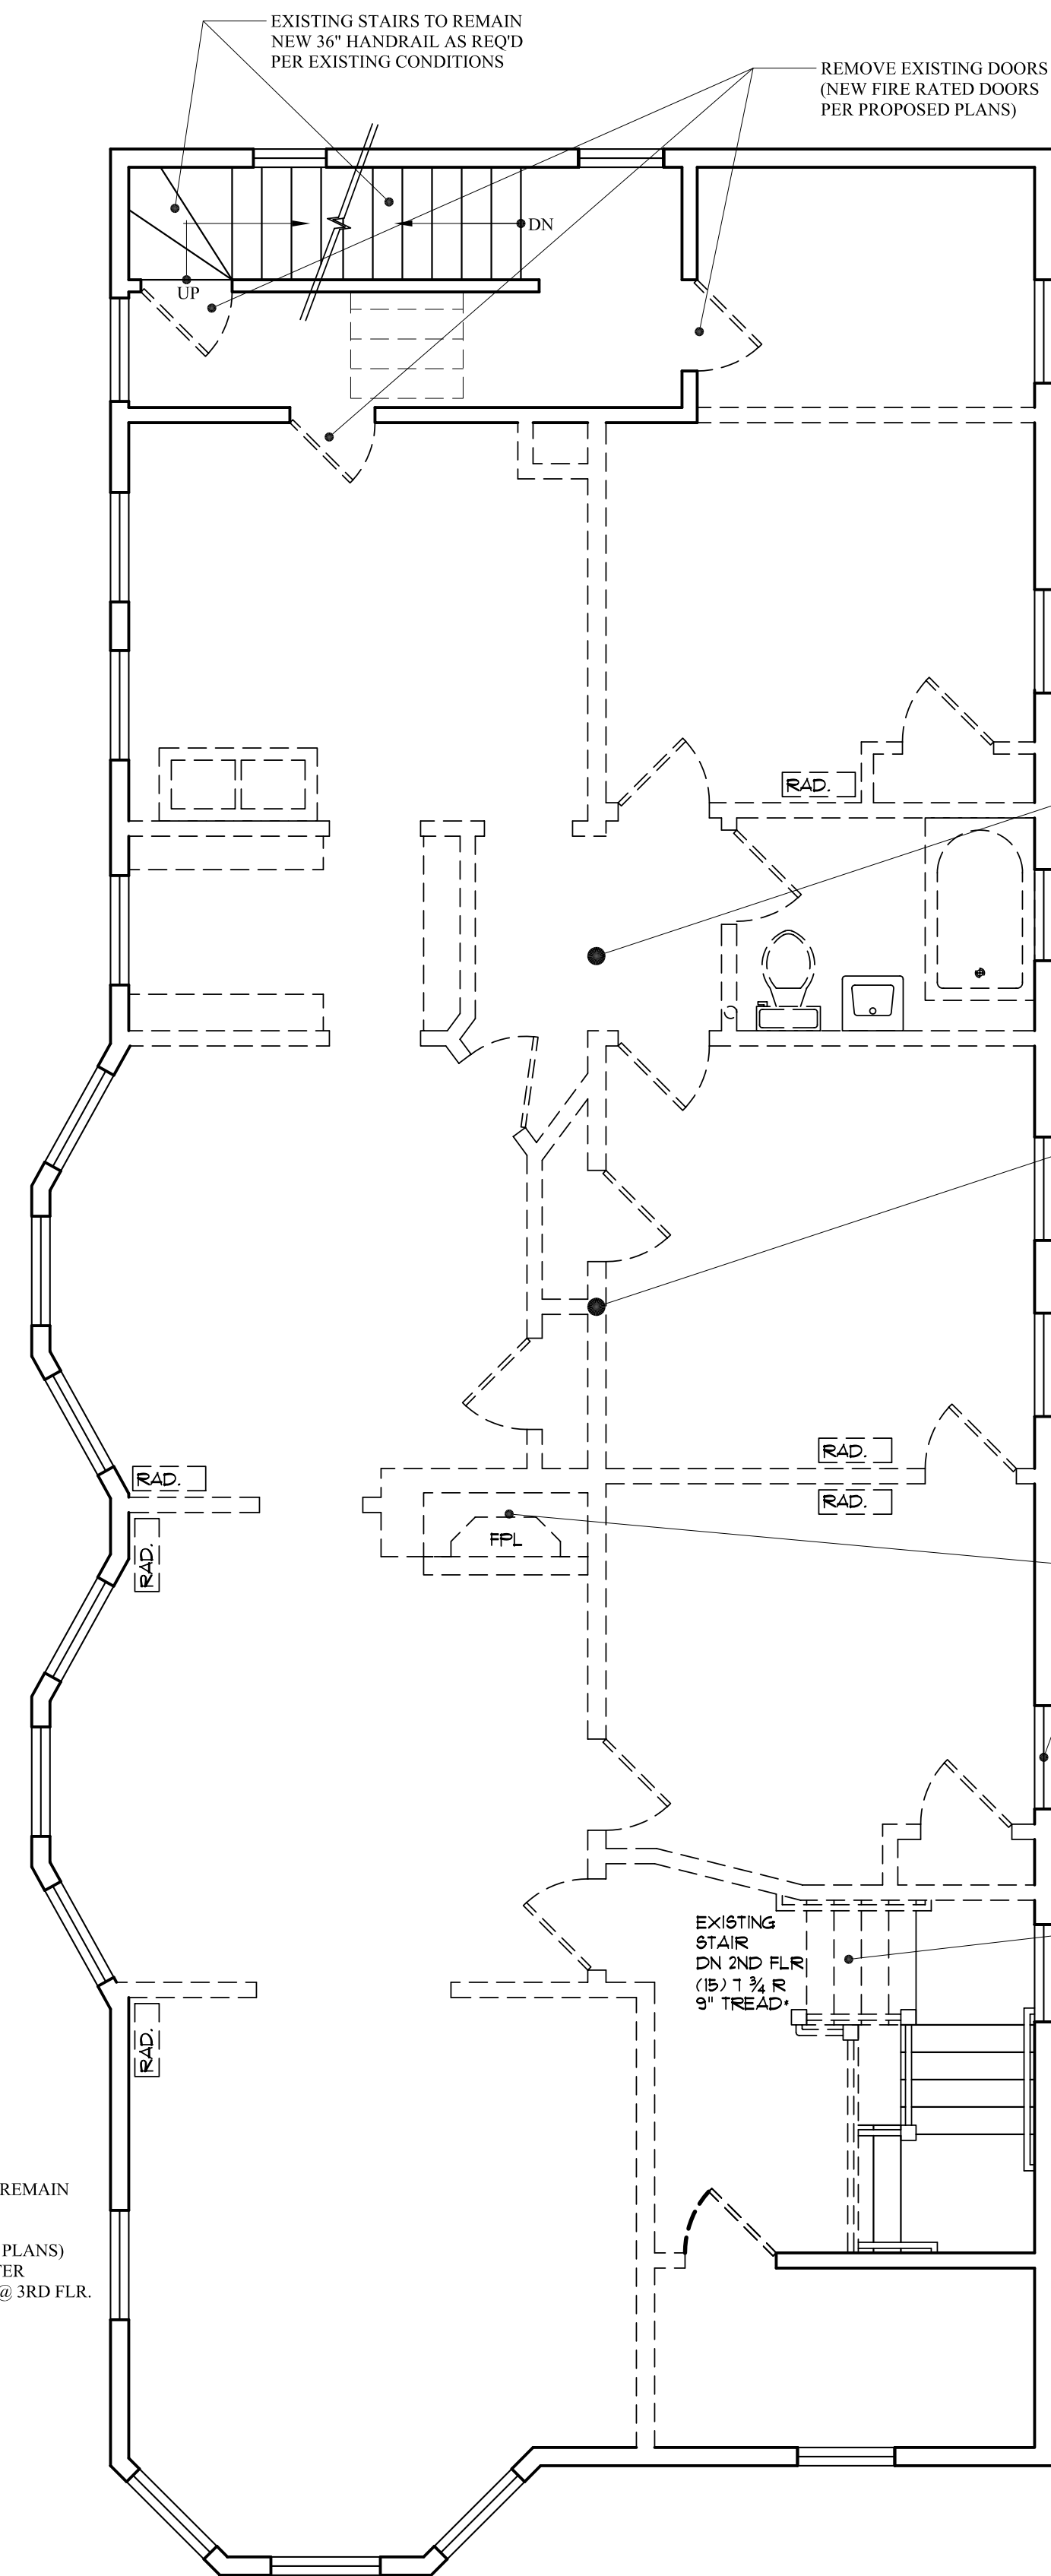 EXISTING STAIRS TO REMAIN
NEW 36" HANDRAIL AS REQ'D
PER EXISTING CONDITIONS
REMOVE EXISTING DOORS
(NEW FIRE RATED DOORS
PER PROPOSED PLANS)
DN
UP
RAD.
RAD.
RAD.
RAD.
RAD.
FPL
EXISTING
STAIR
DN 2ND FLR
(15) 7 3/4 R
9" TREAD*
RAD.
REMAIN
PLANS)
TER
@ 3RD FLR.